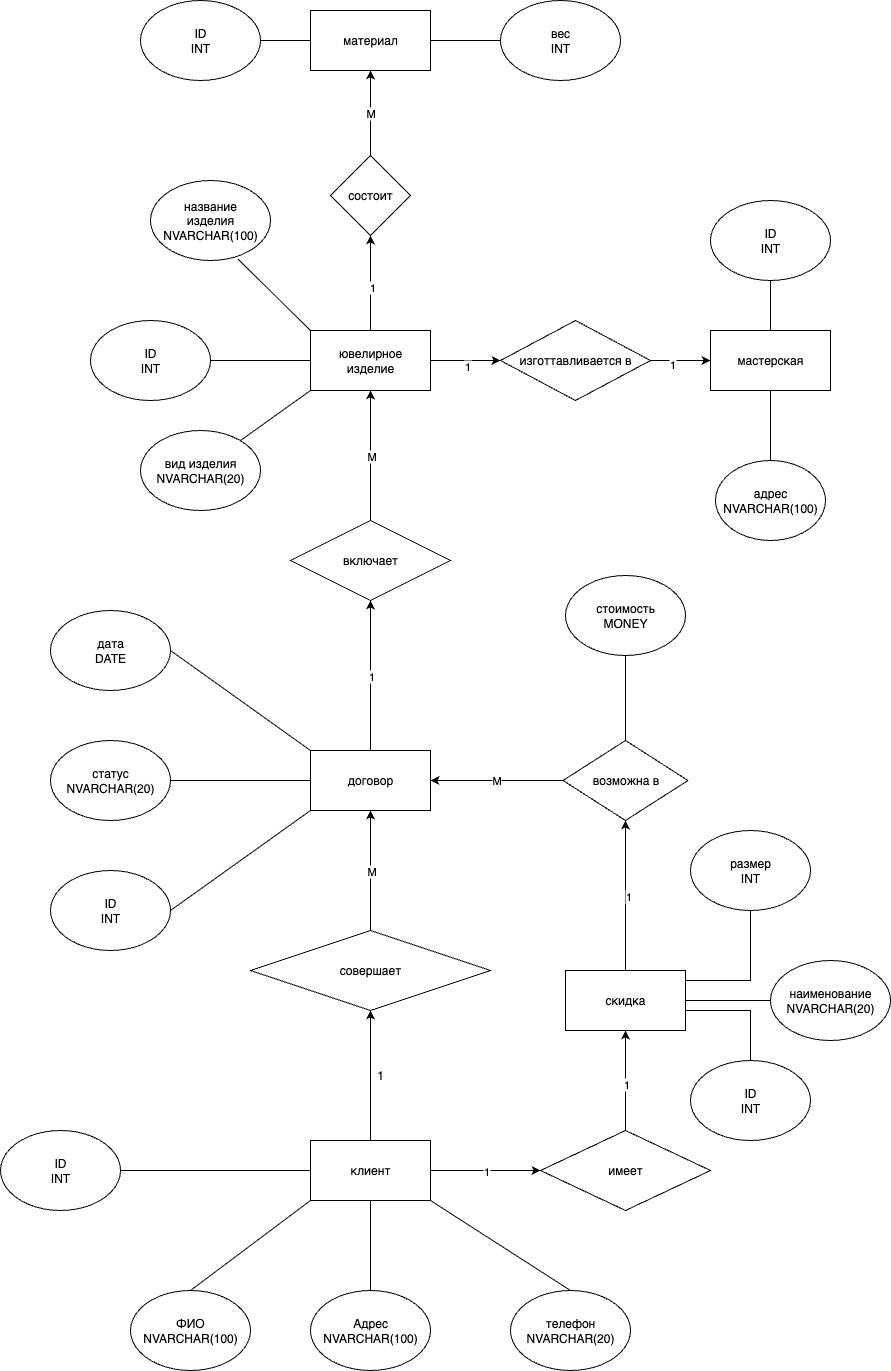 ID
INT
материал
вес
INT
М
состоит
1
название
изделия
NVARCHAR(100)
ID
INT
ID
INT
ювелирное
изделие
1
изготтавливается в
1
мастерская
вид изделия
NVARCHAR(20)
М
адрес
NVARCHAR(100)
включает
стоимость
MONEY
дата
DATE
1
статус
NVARCHAR(20)
договор
М
возможна в
размер
INT
М
1
ID
INT
совершает
скидка
наименование
NVARCHAR(20)
1
1
ID
INT
ID
INT
клиент
1
имеет
ФИО
NVARCHAR(100)
Адрес
NVARCHAR(100)
телефон
NVARCHAR(20)